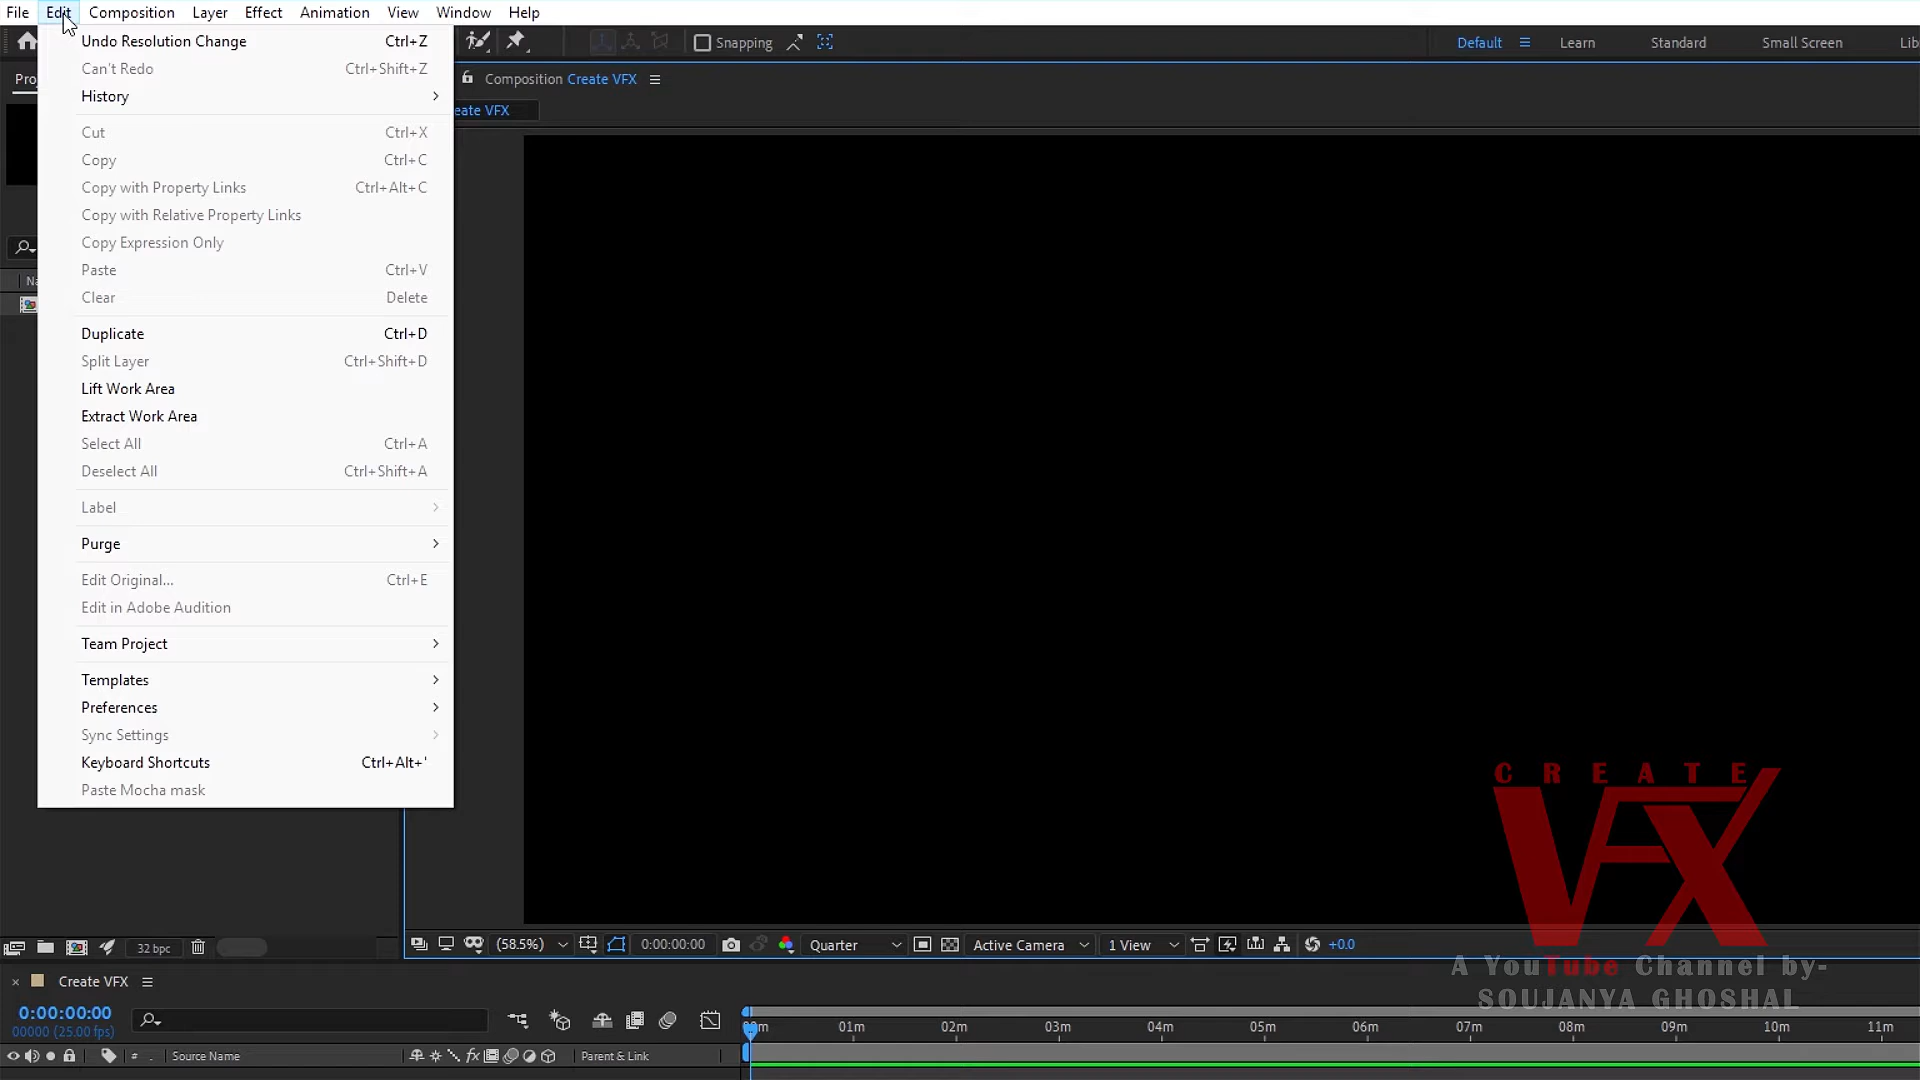 File Edit Composition Layer Effect Animation View Window Help
Undo Resolution Change Ctrl+Z
Can't Redo Ctrl+Shift+Z
History
Cut Ctrl+X
Copy Ctrl+C
Copy with Property Links Ctrl+Alt+C
Copy with Relative Property Links
Copy Expression Only
Paste Ctrl+V
Clear Delete
Duplicate Ctrl+D
Split Layer Ctrl+Shift+D
Lift Work Area
Extract Work Area
Select All Ctrl+A
Deselect All Ctrl+Shift+A
Label
Purge
Edit Original... Ctrl+E
Edit in Adobe Audition
Team Project
Templates
Preferences
Sync Settings
Keyboard Shortcuts Ctrl+Alt+'
Paste Mocha mask
Snapping Default Learn Standard Small Screen Lib
Pro
Composition Create VFX
eate VFX
Na
CREATE
VFX
A YouTube Channel by-
SOUJANYA GHOSHAL
32 bpc (58.5%) 0:00:00:00 Quarter Active Camera 1 View +0.0
Create VFX
0:00:00:00
00000 (25.00 fps)
01m 02m 03m 04m 05m 06m 07m 08m 09m 10m 11m
# Source Name fx Parent & Link